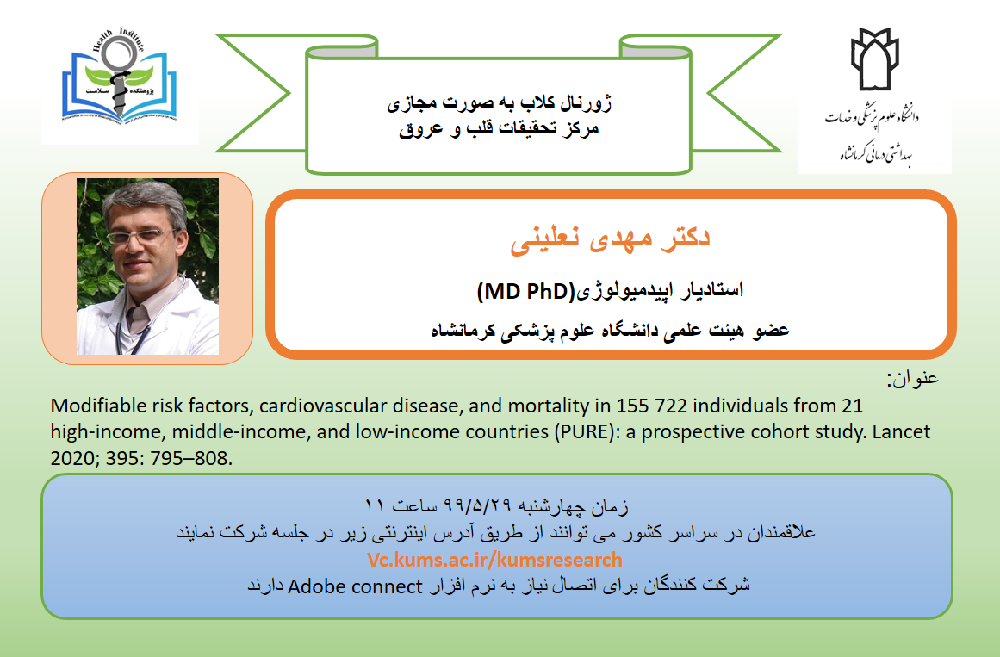 Health Institute
پژوهشکده سلامت
ژورنال کلاب به صورت مجازی
مرکز تحقیقات قلب و عروق
دانشگاه علوم پزشکی و خدمات
بهداشتی درمانی کرمانشاه
دکتر مهدی نعلینی
استادیار اپیدمیولوژی(MD PhD)
عضو هیئت علمی دانشگاه علوم پزشکی کرمانشاه
عنوان:
Modifiable risk factors, cardiovascular disease, and mortality in 155 722 individuals from 21
high-income, middle-income, and low-income countries (PURE): a prospective cohort study. Lancet
2020; 395: 795–808.
زمان چهارشنبه ۹۹/۵/۲۹ ساعت ۱۱
علاقمندان در سراسر کشور می توانند از طریق آدرس اینترنتی زیر در جلسه شرکت نمایند
Vc.kums.ac.ir/kumsresearch
شرکت کنندگان برای اتصال نیاز به نرم افزار Adobe connect دارند